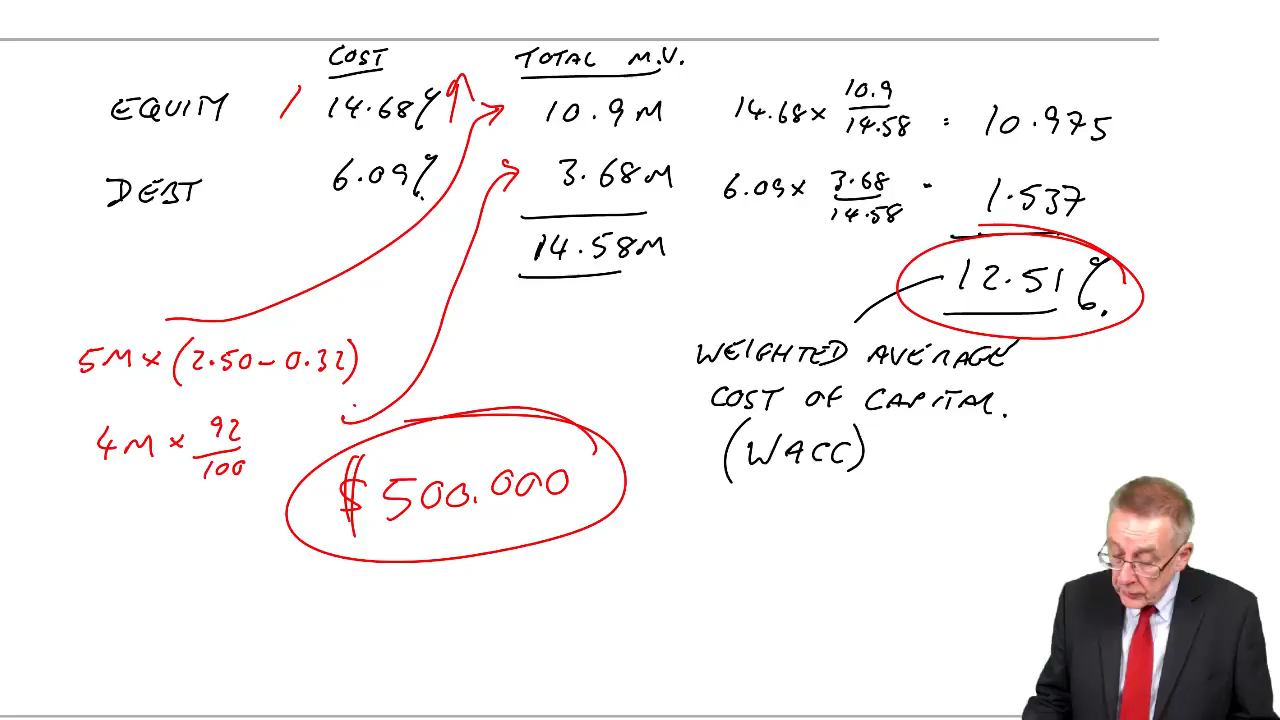 COST TOTAL M.V.
EQUITY 14.68% 10.9M 14.68 × 10.9/14.58 = 10.975
DEBT 6.09% 3.68M 6.09 × 3.68/14.58 = 1.537
14.58M 12.51%.
5M × (2.50 - 0.32) WEIGHTED AVERAGE
COST OF CAPITAL.
4M × 92/100 (WACC)
$500.000